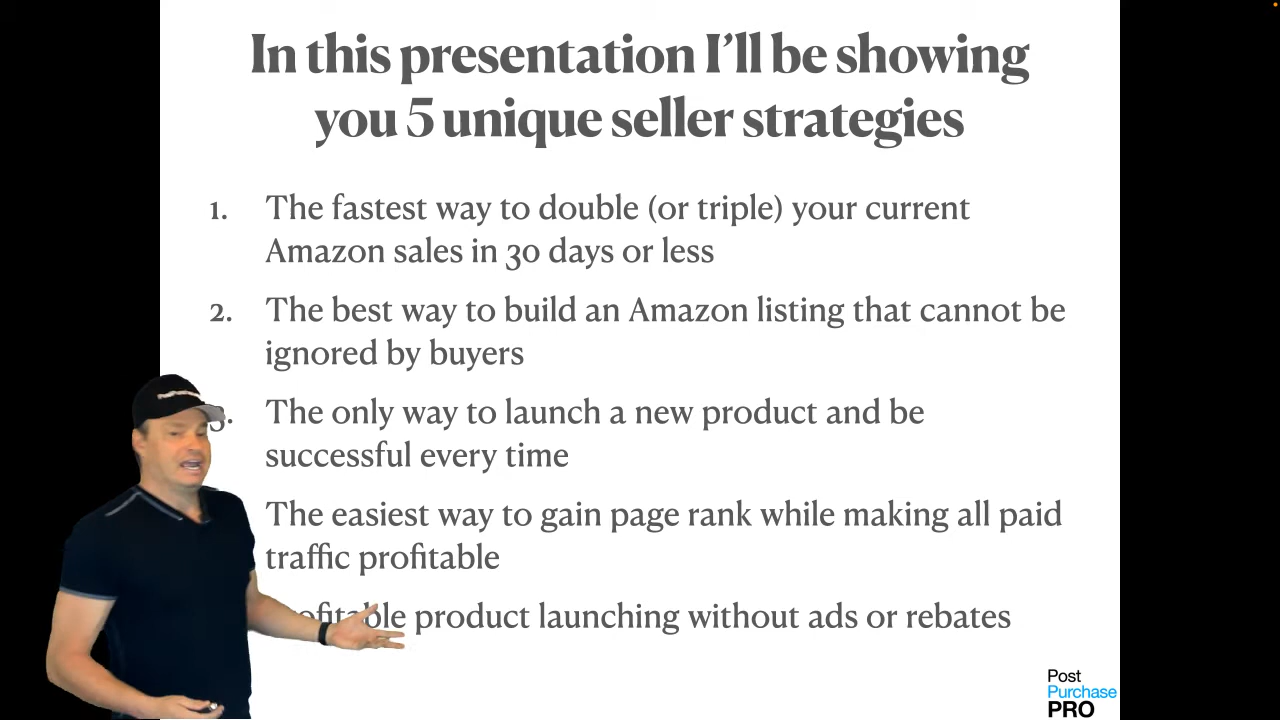 In this presentation I'll be showing
you 5 unique seller strategies
1. The fastest way to double (or triple) your current
Amazon sales in 30 days or less
2. The best way to build an Amazon listing that cannot be
ignored by buyers
3. The only way to launch a new product and be
successful every time
The easiest way to gain page rank while making all paid
traffic profitable
Profitable product launching without ads or rebates
Post
Purchase
PRO